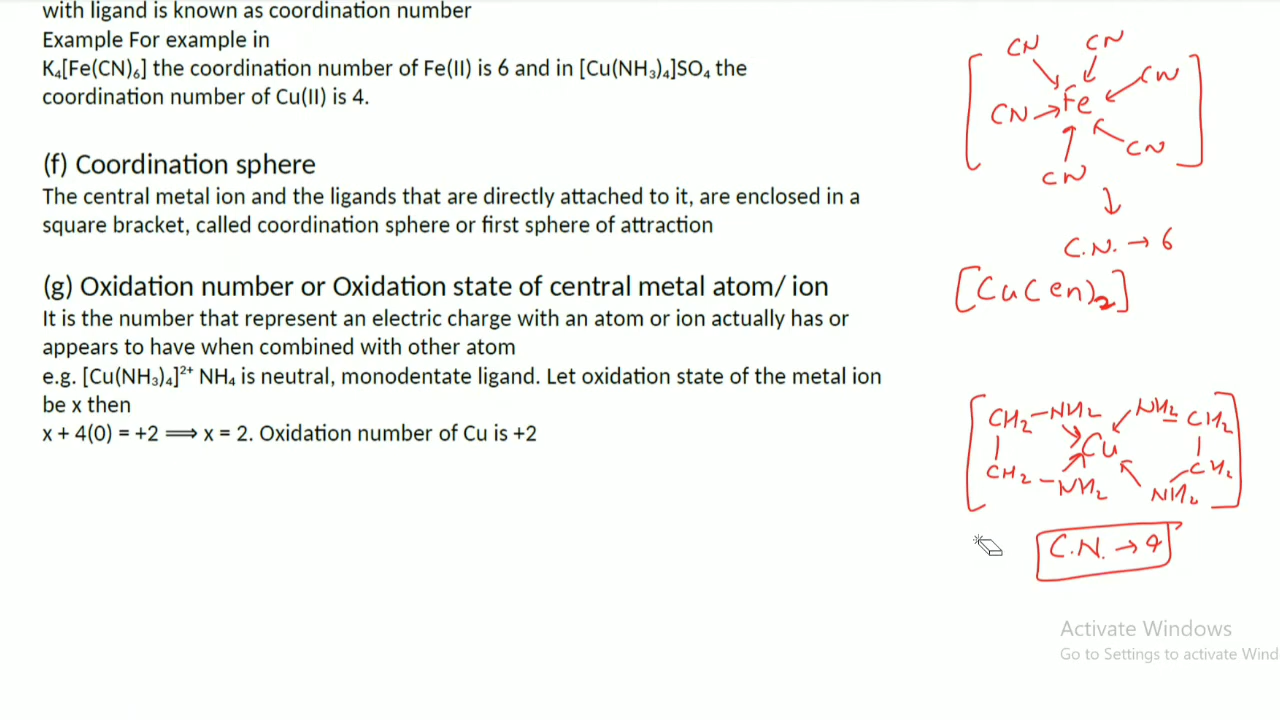 with ligand is known as coordination number
Example For example in
K₄[Fe(CN)₆] the coordination number of Fe(II) is 6 and in [Cu(NH₃)₄]SO₄ the
coordination number of Cu(II) is 4.
(f) Coordination sphere
The central metal ion and the ligands that are directly attached to it, are enclosed in a
square bracket, called coordination sphere or first sphere of attraction
(g) Oxidation number or Oxidation state of central metal atom/ ion
It is the number that represent an electric charge with an atom or ion actually has or
appears to have when combined with other atom
e.g. [Cu(NH₃)₄]²⁺ NH₄ is neutral, monodentate ligand. Let oxidation state of the metal ion
be x then
x + 4(0) = +2 ⟹ x = 2. Oxidation number of Cu is +2
CN CN
CN → Fe ← CN
CN CN
↓
C.N. → 6
[Cu(en)₂]
CH₂-NH₂ NH₂ CH₂
Cu
CH₂-NH₂ NH₂ CH₂
C.N. → 4
Activate Windows
Go to Settings to activate Wind